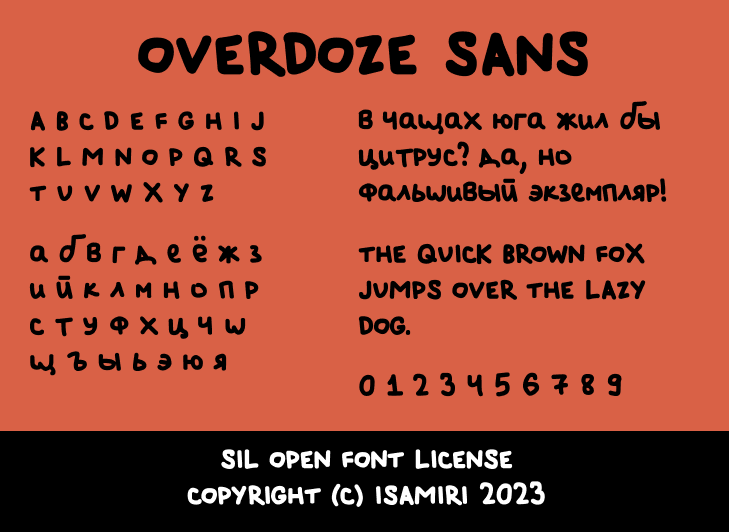 OVERDOZE SANS
A B C D E F G H I J
K L M N O P Q R S
T U V W X Y Z
а б в г д е ё ж з
и й к л м н о п р
с т у ф х ц ч ш
щ ъ ы ь э ю я
В чащах юга жил бы
цитрус? Да, но
фальшивый экземпляр!
THE QUICK BROWN FOX
JUMPS OVER THE LAZY
DOG.
0 1 2 3 4 5 6 7 8 9
SIL OPEN FONT LICENSE
COPYRIGHT (C) ISAMIRI 2023